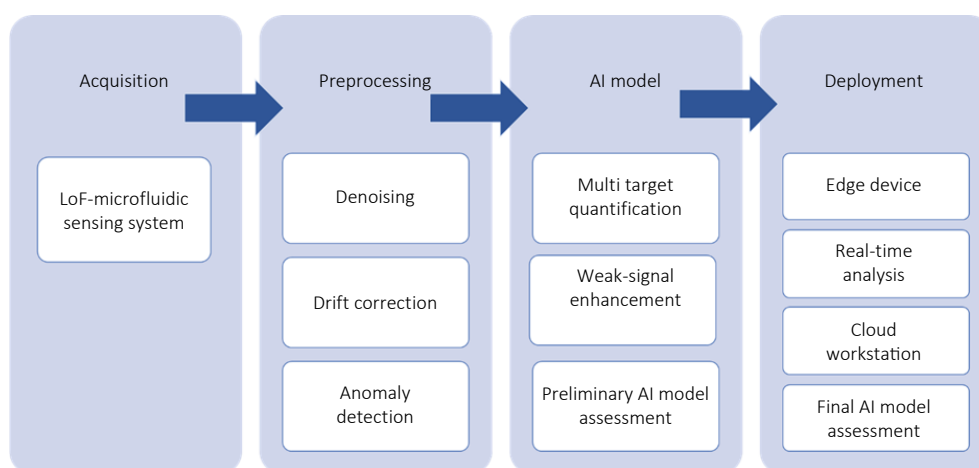 Acquisition
LoF-microfluidic
sensing system
Preprocessing
Denoising
Drift correction
Anomaly
detection
AI model
Multi target
quantification
Weak-signal
enhancement
Preliminary AI model
assessment
Deployment
Edge device
Real-time
analysis
Cloud
workstation
Final AI model
assessment